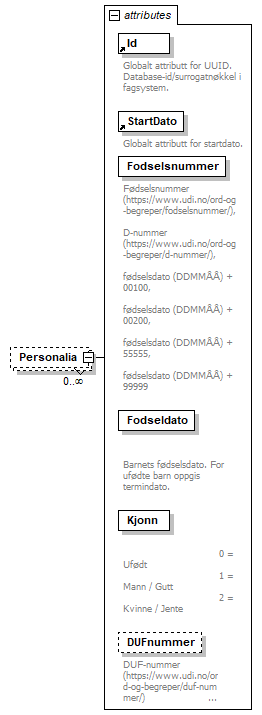 attributes
Id
Globalt attributt for UUID.
Database-id/surrogatnøkkel i
fagsystem.
StartDato
Globalt attributt for startdato.
Fodselsnummer
Fødselsnummer
(https://www.udi.no/ord-og
-begreper/fodselsnummer/),
D-nummer
(https://www.udi.no/ord-og
-begreper/d-nummer/),
fødselsdato (DDMMÅÅ) +
00100,
fødselsdato (DDMMÅÅ) +
00200,
fødselsdato (DDMMÅÅ) +
55555,
fødselsdato (DDMMÅÅ) +
99999
Personalia
0..∞
Fodseldato
Barnets fødselsdato. For
ufødte barn oppgis
termindato.
Kjonn
0 =
Ufødt
1 =
Mann / Gutt
2 =
Kvinne / Jente
DUFnummer
DUF-nummer
(https://www.udi.no/or
d-og-begreper/duf-num
mer/) ...